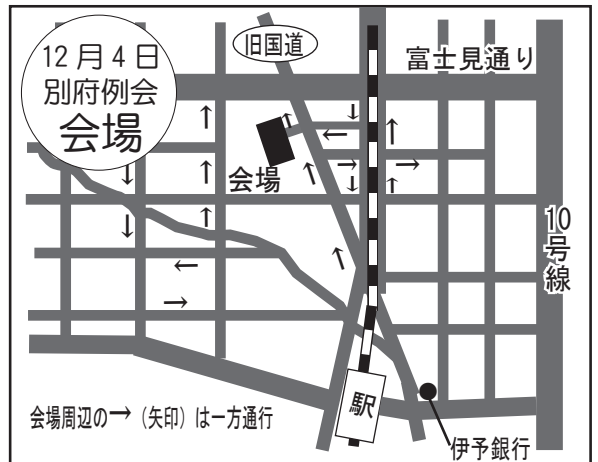 12月4日
別府例会
会場
旧国道
富士見通り
会場
10号線
駅
会場周辺の→（矢印）は一方通行
伊予銀行